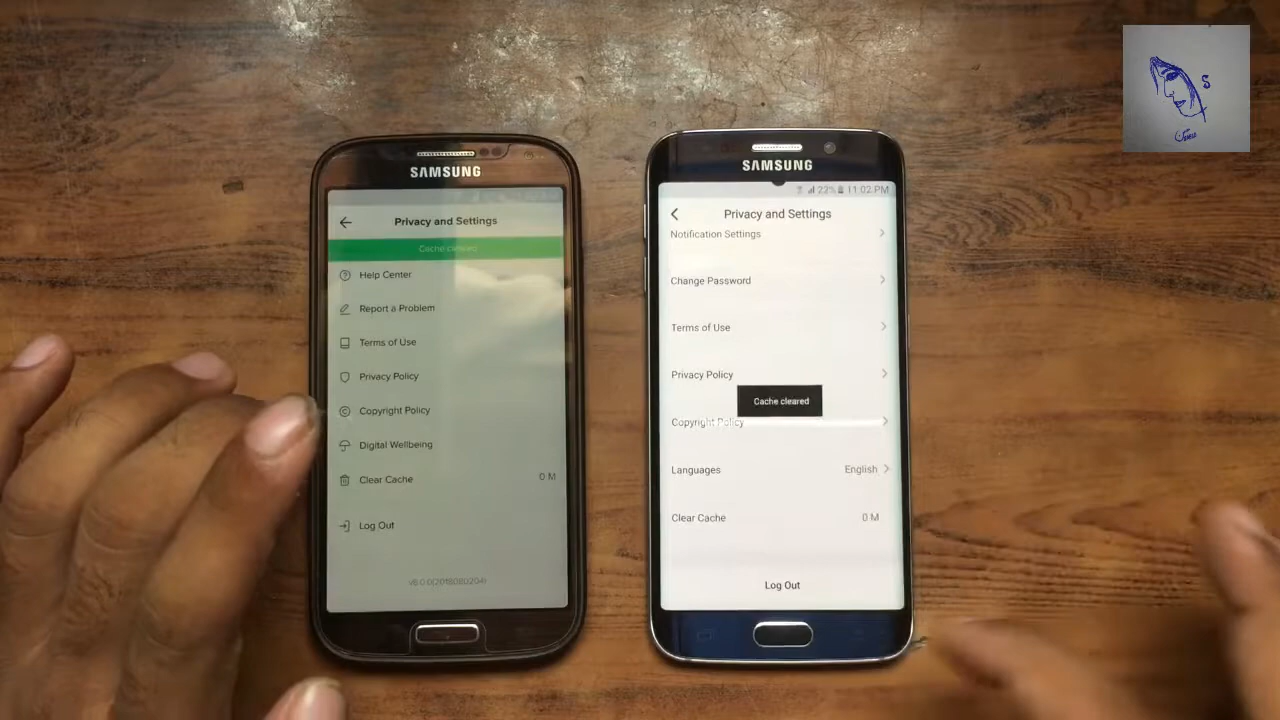 SAMSUNG
Privacy and Settings
Cache cleared
Help Center
Report a Problem
Terms of Use
Privacy Policy
Copyright Policy
Digital Wellbeing
Clear Cache 0 M
Log Out
SAMSUNG
22% 11:02 PM
Privacy and Settings
Notification Settings
Change Password
Terms of Use
Privacy Policy
Cache cleared
Copyright Policy
Languages English
Clear Cache 0 M
Log Out